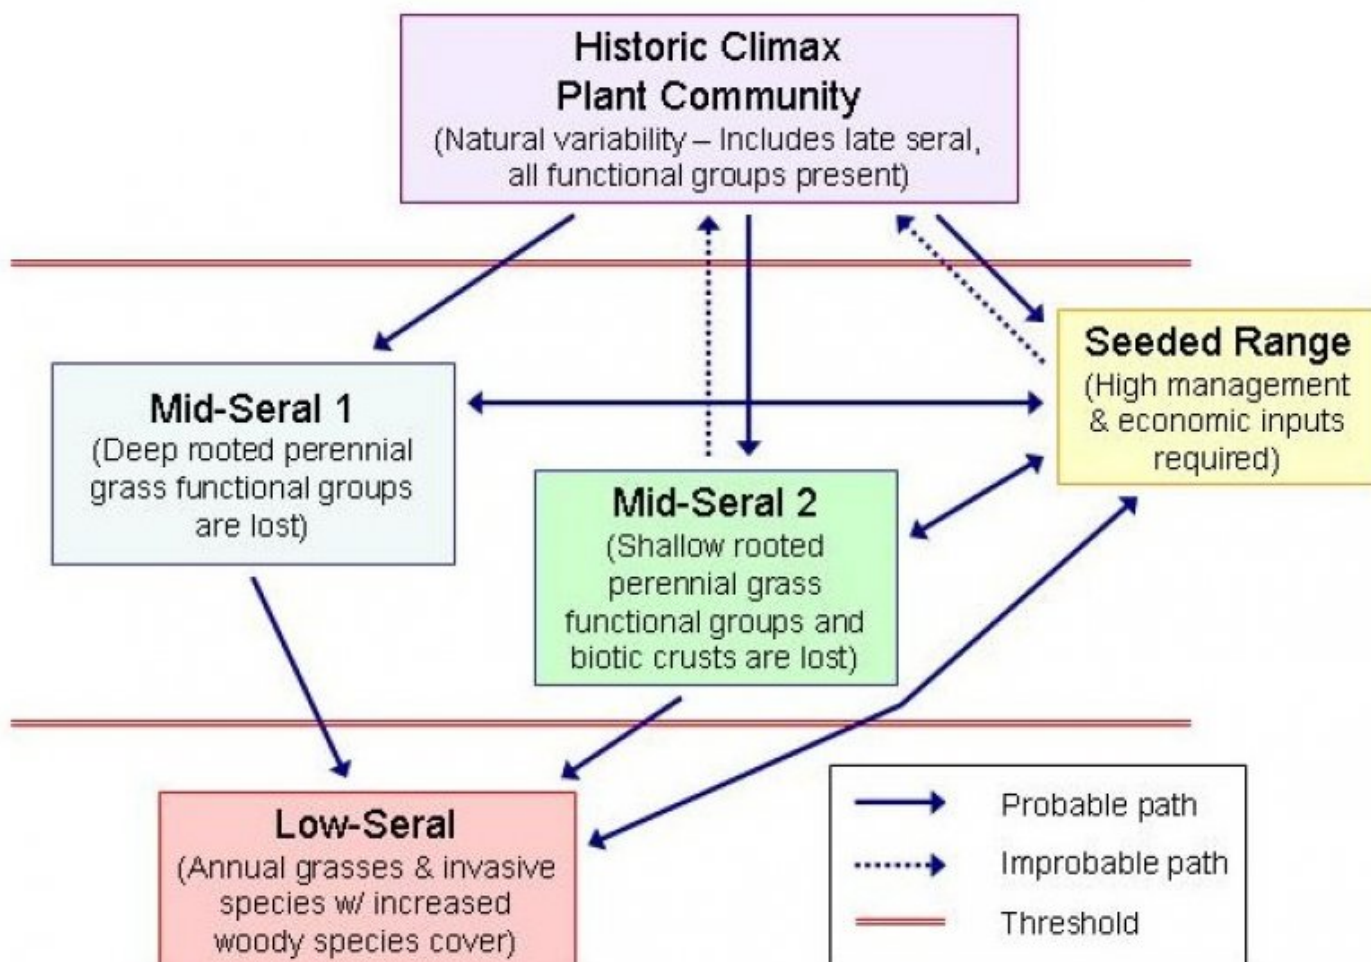 Historic Climax
Plant Community
(Natural variability – Includes late seral,
all functional groups present)
Seeded Range
(High management
& economic inputs
required)
Mid-Seral 1
(Deep rooted perennial
grass functional groups
are lost)
Mid-Seral 2
(Shallow rooted
perennial grass
functional groups and
biotic crusts are lost)
Low-Seral
(Annual grasses & invasive
species w/ increased
woody species cover)
Probable path
Improbable path
Threshold